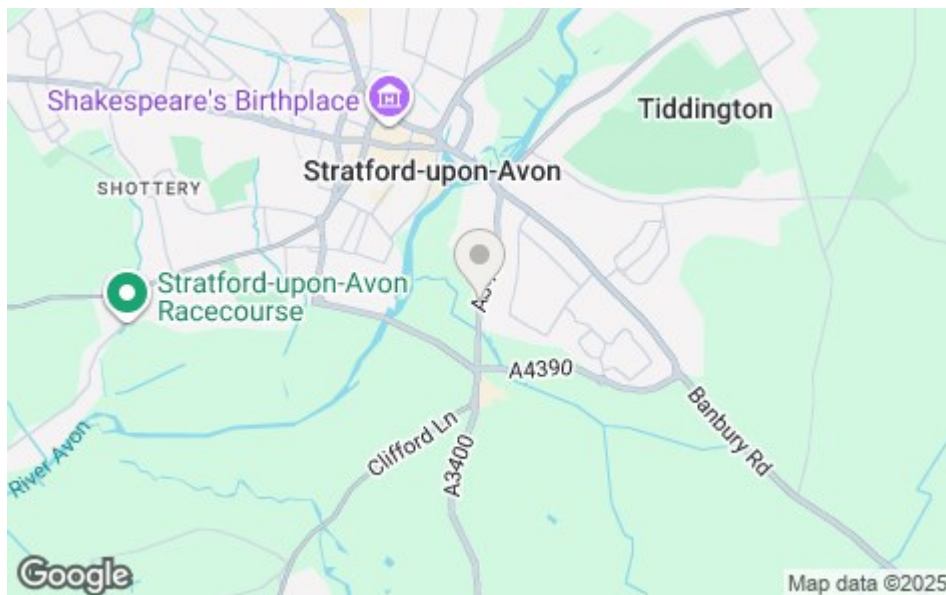 Shakespeare's Birthplace
Tiddington
Stratford-upon-Avon
SHOTTERY
Stratford-upon-Avon
Racecourse
A4390
Banbury Rd
Clifford Ln
A3400
River Avon
Google
Map data ©2025